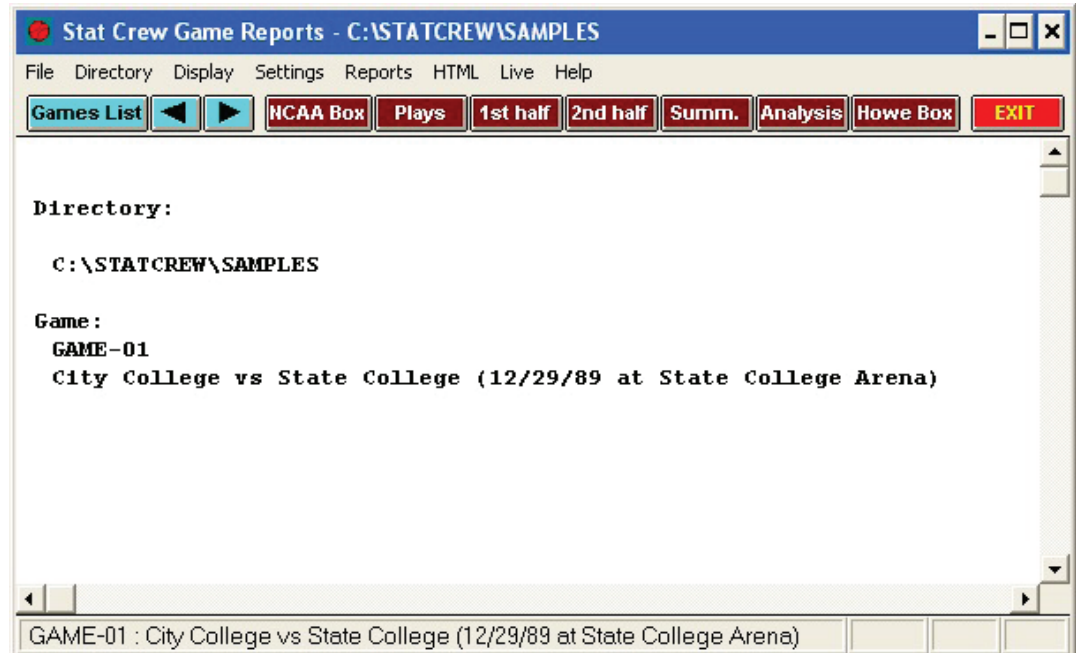 Stat Crew Game Reports - C:\STATCREW\SAMPLES
File Directory Display Settings Reports HTML Live Help
Games List NCAA Box Plays 1st half 2nd half Summ. Analysis Howe Box EXIT
Directory:
C:\STATCREW\SAMPLES
Game:
GAME-01
City College vs State College (12/29/89 at State College Arena)
GAME-01 : City College vs State College (12/29/89 at State College Arena)